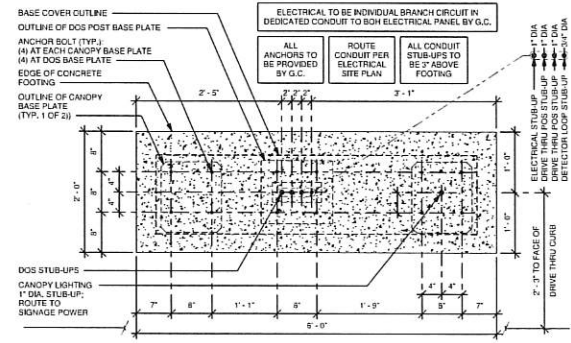 BASE COVER OUTLINE
OUTLINE OF DOS POST BASE PLATE
ANCHOR BOLT (TYP.):
(4) AT EACH CANOPY BASE PLATE
(4) AT DOS BASE PLATE
EDGE OF CONCRETE
FOOTING
OUTLINE OF CANOPY
BASE PLATE
(TYP. 1 OF 2))
ELECTRICAL TO BE INDIVIDUAL BRANCH CIRCUIT IN
DEDICATED CONDUIT TO BOH ELECTRICAL PANEL BY G.C.
ALL
ANCHORS TO
BE PROVIDED
BY G.C.
ROUTE
CONDUIT PER
ELECTRICAL
SITE PLAN
ALL CONDUIT
STUB-UPS TO
BE 3" ABOVE
FOOTING
2' - 5"
2" 2" 2"
3' - 1"
ELECTRICAL STUB-UP 1" DIA
DRIVE THRU POS STUB-UP 1" DIA
DRIVE THRU POS STUB-UP 1" DIA
DETECTOR LOOP STUB-UP 3/4" DIA
2' - 0"
8"
8"
8"
4"
4"
1' - 0"
1' - 0"
2' - 3" TO FACE OF
DRIVE THRU CURB
DOS STUB-UPS
CANOPY LIGHTING
1" DIA. STUB-UP;
ROUTE TO
SIGNAGE POWER
7"
8"
1' - 1"
8"
1' - 9"
4"
4"
7"
6' - 0"